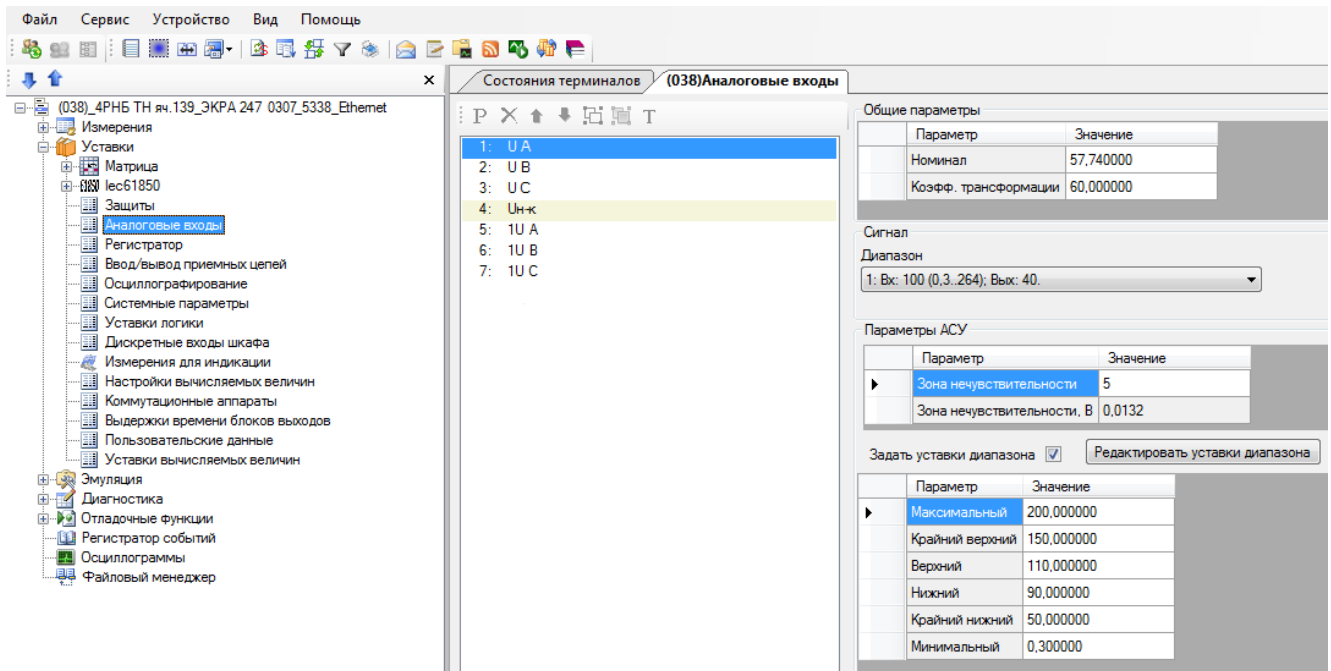 Файл Сервис Устройство Вид Помощь
Состояния терминалов (038)Аналоговые входы
(038)_4РНБ ТН яч.139_ЭКРА 247 0307_5338_Ethernet
Измерения
Уставки
Матрица
Iec61850
Защиты
Аналоговые входы
Регистратор
Ввод/вывод приемных цепей
Осциллографирование
Системные параметры
Уставки логики
Дискретные входы шкафа
Измерения для индикации
Настройки вычисляемых величин
Коммутационные аппараты
Выдержки времени блоков выходов
Пользовательские данные
Уставки вычисляемых величин
Эмуляция
Диагностика
Отладочные функции
Регистратор событий
Осциллограммы
Файловый менеджер
P T
1: U A
2: U B
3: U C
4: Uн-к
5: 1U A
6: 1U B
7: 1U C
Общие параметры
Параметр Значение
Номинал 57,740000
Коэфф. трансформации 60,000000
Сигнал
Диапазон
1: Вх: 100 (0,3..264); Вых: 40.
Параметры АСУ
Параметр Значение
Зона нечувствительности 5
Зона нечувствительности, В 0,0132
Задать уставки диапазона Редактировать уставки диапазона
Параметр Значение
Максимальный 200,000000
Крайний верхний 150,000000
Верхний 110,000000
Нижний 90,000000
Крайний нижний 50,000000
Минимальный 0,300000